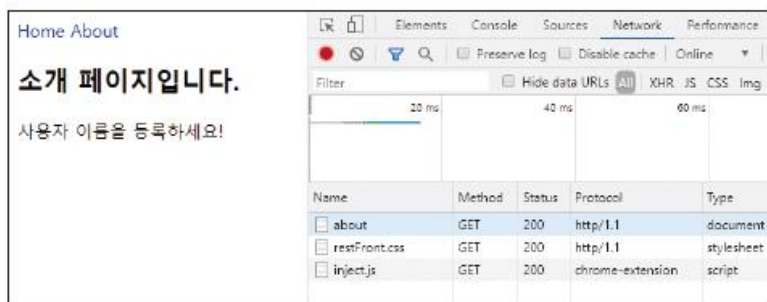 Home About
소개 페이지입니다.
사용자 이름을 등록하세요!
Elements Console Sources Network Performance
Preserve log Disable cache Online
Filter Hide data URLs All XHR JS CSS Img
20 ms 40 ms 60 ms
Name Method Status Protocol Type
about GET 200 http/1.1 document
restFront.css GET 200 http/1.1 stylesheet
inject.js GET 200 chrome-extension script